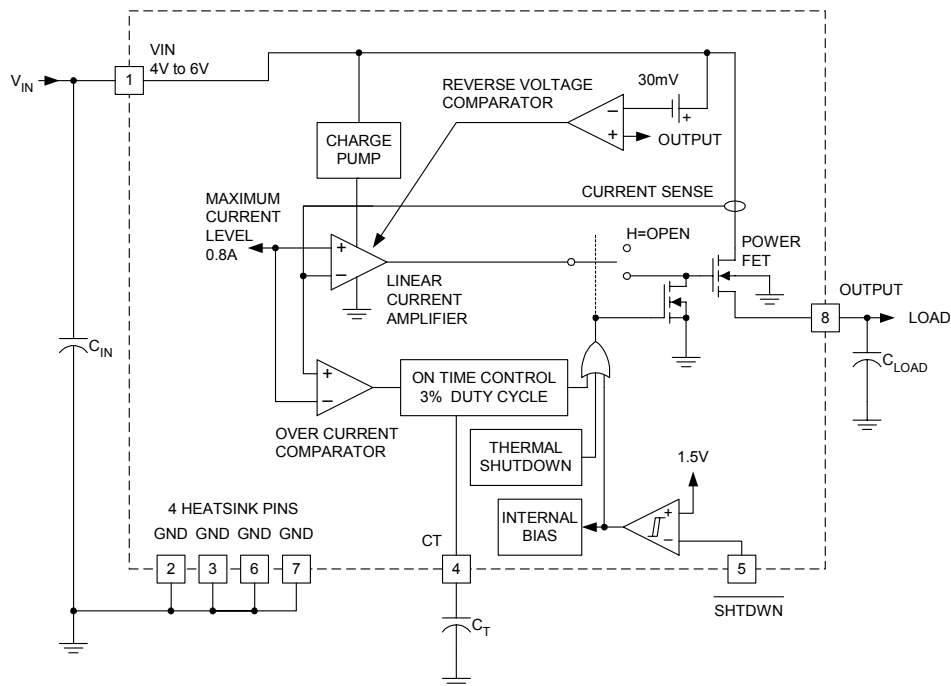 VIN
4V to 6V
V_IN
1
30mV
REVERSE VOLTAGE
COMPARATOR
−
+
+
OUTPUT
CHARGE
PUMP
CURRENT SENSE
MAXIMUM
CURRENT
LEVEL
0.8A
+
−
LINEAR
CURRENT
AMPLIFIER
H=OPEN
POWER
FET
OUTPUT
8
LOAD
C_IN
C_LOAD
+
−
ON TIME CONTROL
3% DUTY CYCLE
OVER CURRENT
COMPARATOR
THERMAL
SHUTDOWN
1.5V
4 HEATSINK PINS
GND GND GND GND
INTERNAL
BIAS
+
−
CT
2 3 6 7
4
5
SHTDWN
C_T